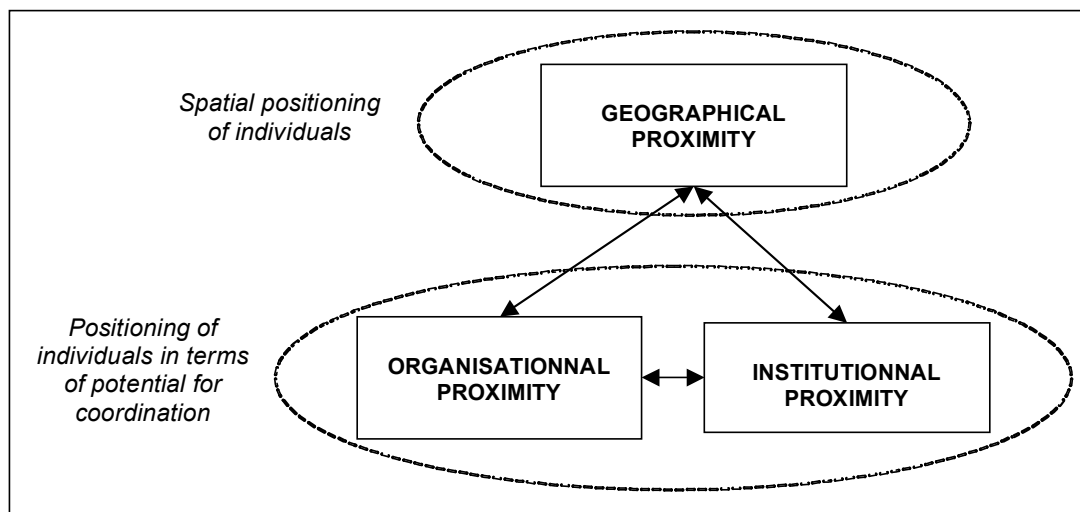 Spatial positioning
of individuals
GEOGRAPHICAL
PROXIMITY
Positioning of
individuals in terms
of potential for
coordination
ORGANISATIONNAL
PROXIMITY
INSTITUTIONNAL
PROXIMITY